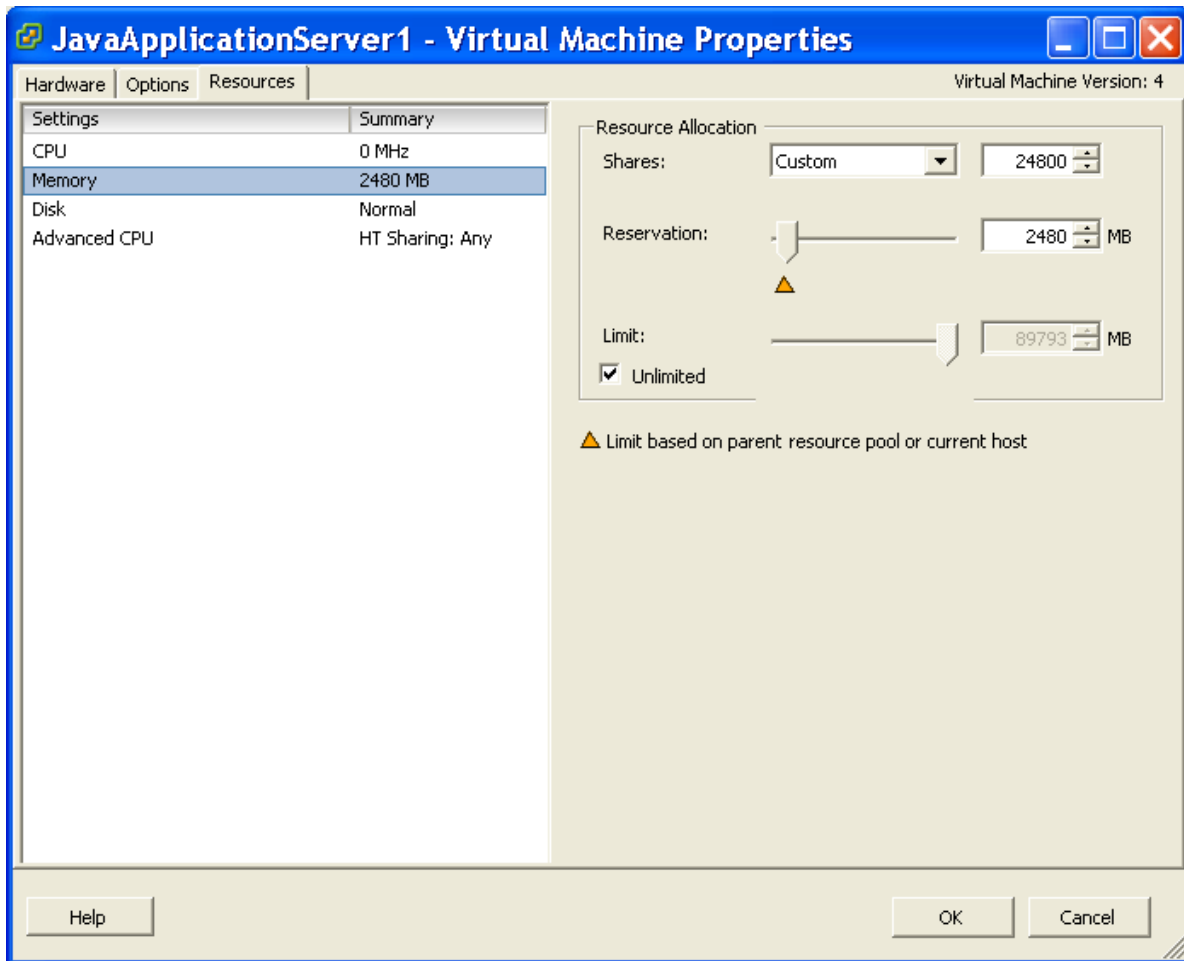 JavaApplicationServer1 - Virtual Machine Properties
Hardware Options Resources Virtual Machine Version: 4
Settings Summary
CPU 0 MHz
Memory 2480 MB
Disk Normal
Advanced CPU HT Sharing: Any
Resource Allocation
Shares: Custom 24800
Reservation: 2480 MB
Limit: 89793 MB
Unlimited
Limit based on parent resource pool or current host
Help OK Cancel